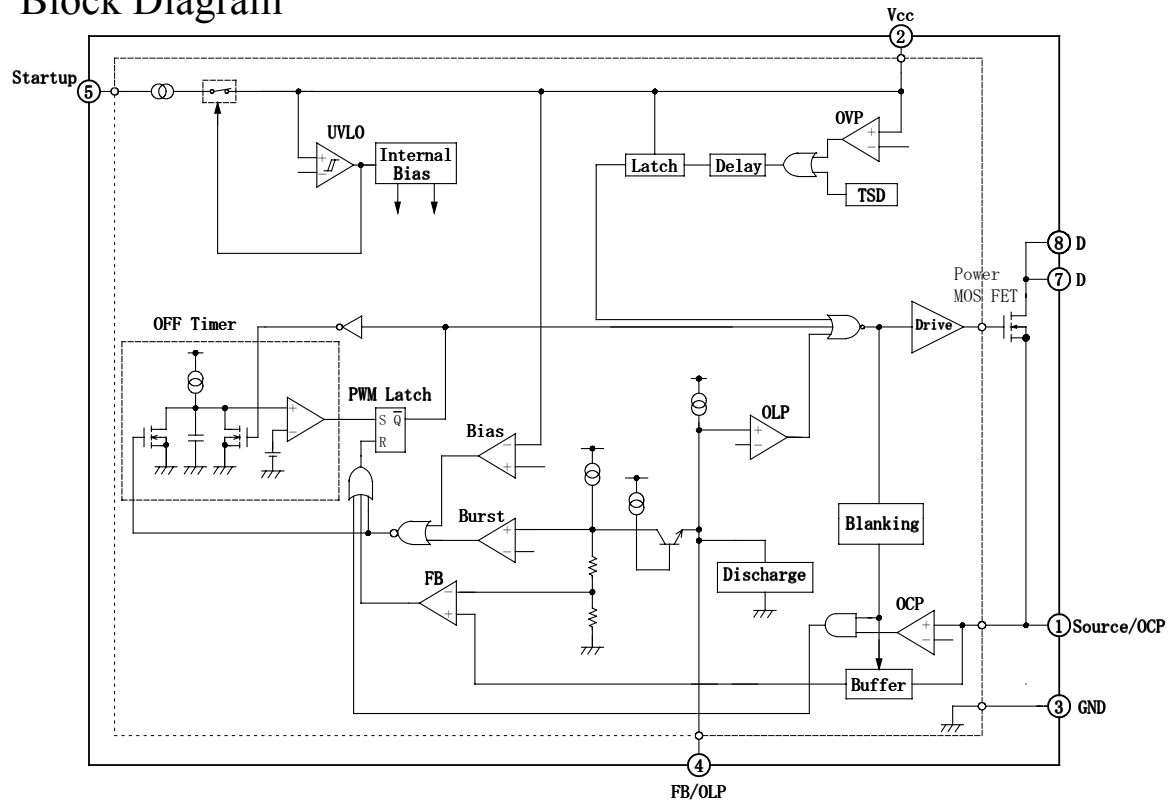 Block Diagram
Vcc
2
Startup
5
OVP
UVLO
+
−
Internal
Bias
Latch
Delay
+
−
TSD
8 D
7 D
Power
MOS FET
OFF Timer
Drive
PWM Latch
S Q̅
R
+
−
OLP
+
−
Bias
−
+
Burst
+
−
Blanking
FB
−
+
Discharge
OCP
+
−
1 Source/OCP
Buffer
3 GND
4
FB/OLP